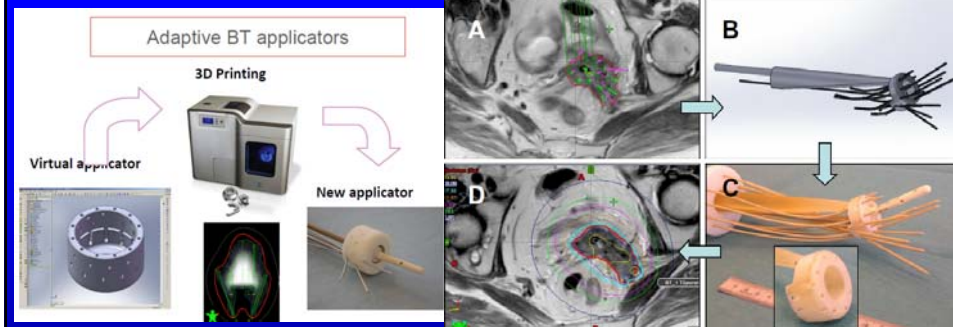 Adaptive BT applicators
3D Printing
Virtual applicator
New applicator
A
B
C
D